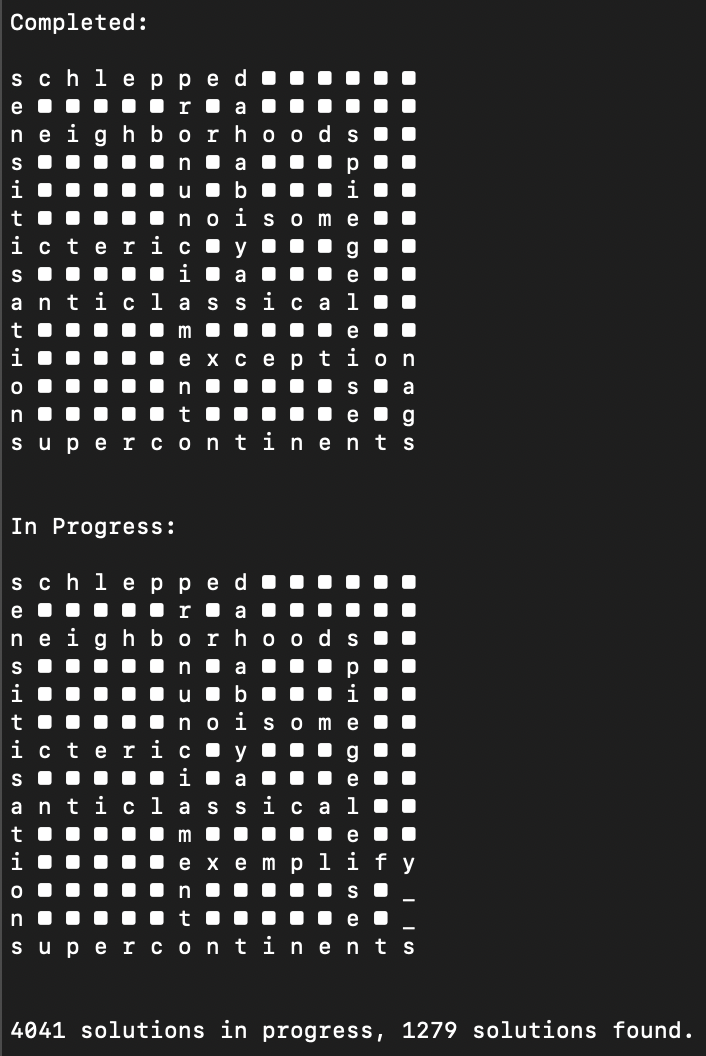 Completed:
s c h l e p p e d ■ ■ ■ ■ ■ ■
e ■ ■ ■ ■ ■ r ■ a ■ ■ ■ ■ ■ ■
n e i g h b o r h o o d s ■ ■
s ■ ■ ■ ■ ■ n ■ a ■ ■ ■ p ■ ■
i ■ ■ ■ ■ ■ u ■ b ■ ■ ■ i ■ ■
t ■ ■ ■ ■ ■ n o i s o m e ■ ■
i c t e r i c ■ y ■ ■ ■ g ■ ■
s ■ ■ ■ ■ ■ i ■ a ■ ■ ■ e ■ ■
a n t i c l a s s i c a l ■ ■
t ■ ■ ■ ■ ■ m ■ ■ ■ ■ ■ e ■ ■
i ■ ■ ■ ■ ■ e x c e p t i o n
o ■ ■ ■ ■ ■ n ■ ■ ■ ■ ■ s ■ a
n ■ ■ ■ ■ ■ t ■ ■ ■ ■ ■ e ■ g
s u p e r c o n t i n e n t s
In Progress:
s c h l e p p e d ■ ■ ■ ■ ■ ■
e ■ ■ ■ ■ ■ r ■ a ■ ■ ■ ■ ■ ■
n e i g h b o r h o o d s ■ ■
s ■ ■ ■ ■ ■ n ■ a ■ ■ ■ p ■ ■
i ■ ■ ■ ■ ■ u ■ b ■ ■ ■ i ■ ■
t ■ ■ ■ ■ ■ n o i s o m e ■ ■
i c t e r i c ■ y ■ ■ ■ g ■ ■
s ■ ■ ■ ■ ■ i ■ a ■ ■ ■ e ■ ■
a n t i c l a s s i c a l ■ ■
t ■ ■ ■ ■ ■ m ■ ■ ■ ■ ■ e ■ ■
i ■ ■ ■ ■ ■ e x e m p l i f y
o ■ ■ ■ ■ ■ n ■ ■ ■ ■ ■ s ■ _
n ■ ■ ■ ■ ■ t ■ ■ ■ ■ ■ e ■ _
s u p e r c o n t i n e n t s
4041 solutions in progress, 1279 solutions found.